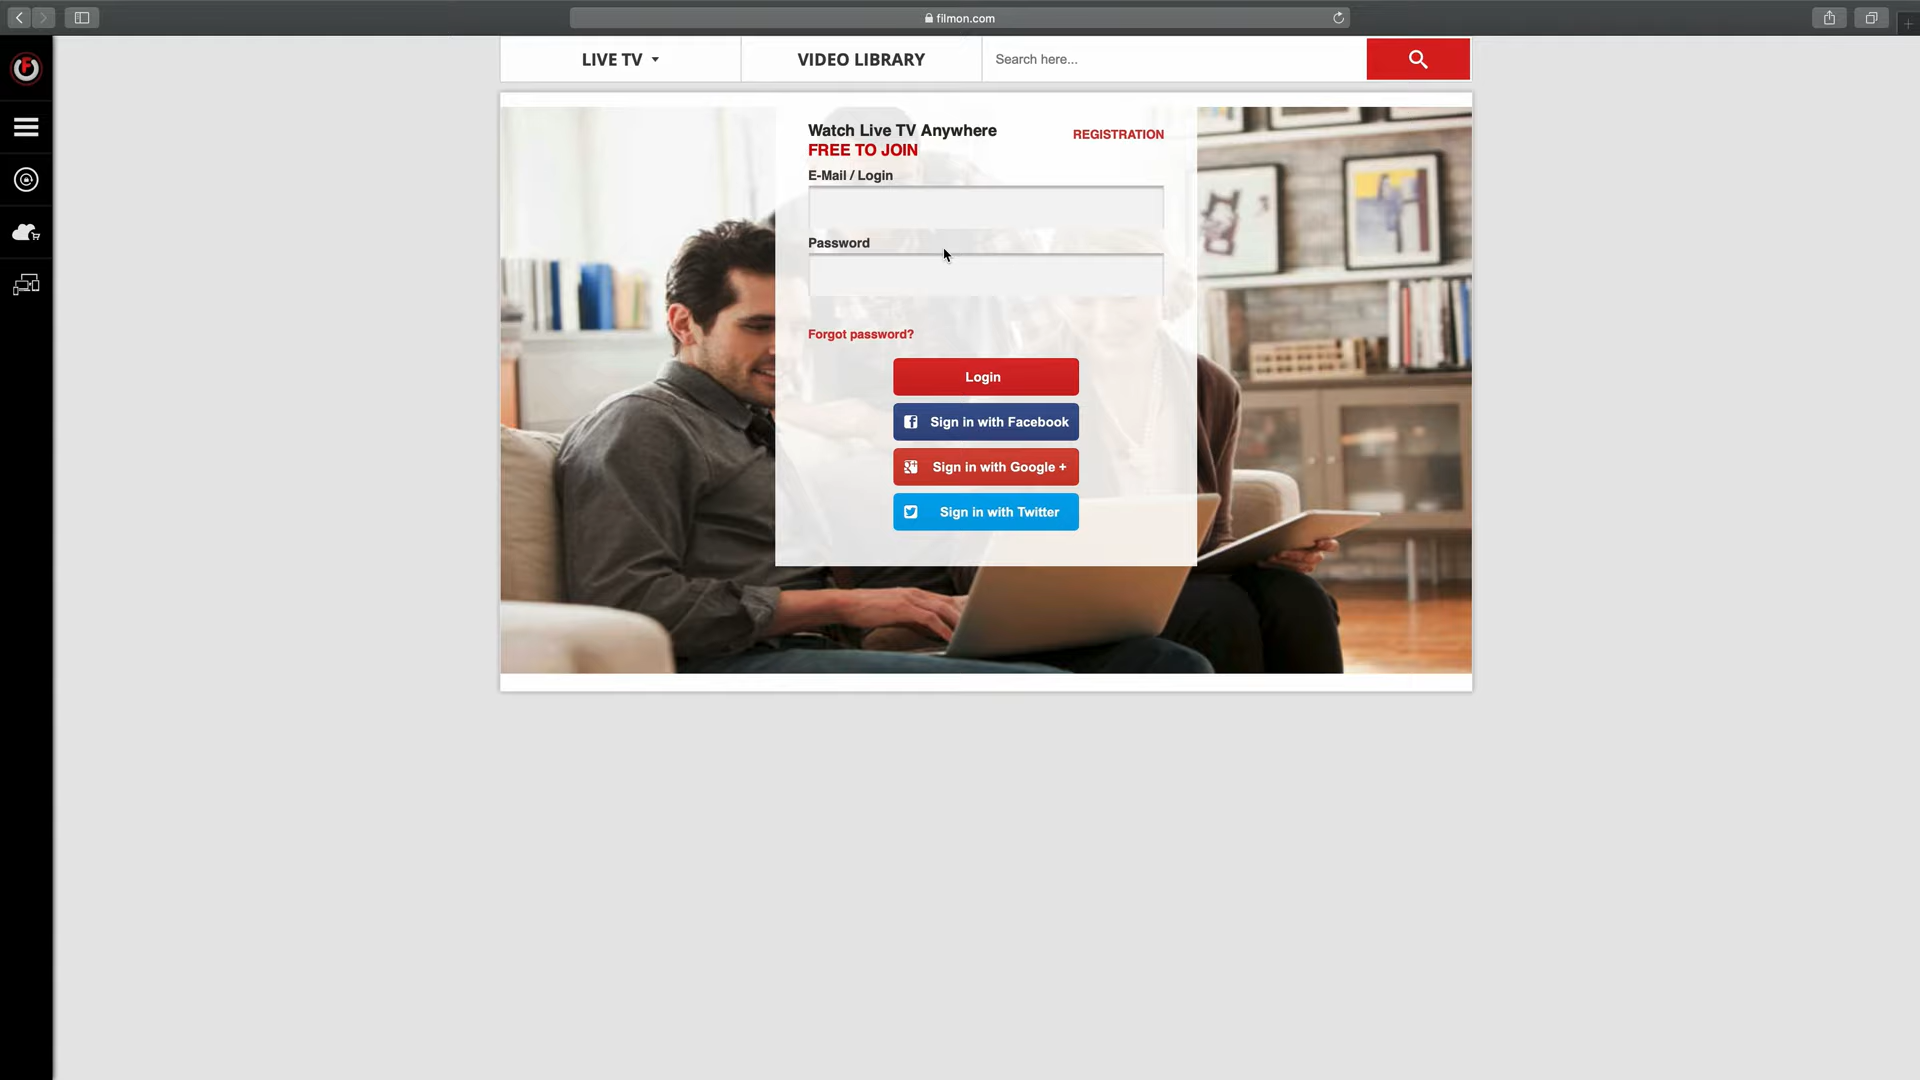 filmon.com
LIVE TV
VIDEO LIBRARY
Search here...
Watch Live TV Anywhere
FREE TO JOIN
REGISTRATION
E-Mail / Login
Password
Forgot password?
Login
Sign in with Facebook
Sign in with Google +
Sign in with Twitter